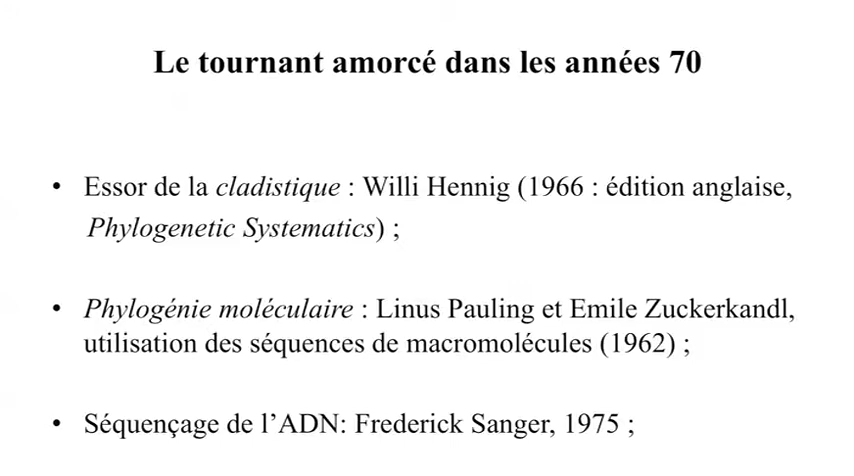 Le tournant amorcé dans les années 70
• Essor de la cladistique : Willi Hennig (1966 : édition anglaise,
Phylogenetic Systematics) ;
• Phylogénie moléculaire : Linus Pauling et Emile Zuckerkandl,
utilisation des séquences de macromolécules (1962) ;
• Séquençage de l’ADN: Frederick Sanger, 1975 ;